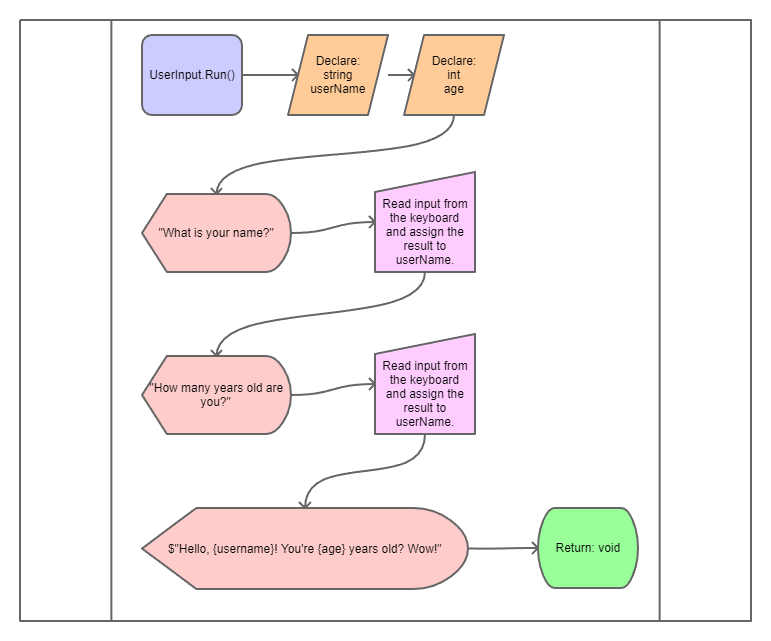 UserInput.Run()
Declare:
string
userName
Declare:
int
age
"What is your name?"
Read input from
the keyboard
and assign the
result to
userName.
"How many years old are
you?"
Read input from
the keyboard
and assign the
result to
userName.
$"Hello, {username}! You're {age} years old? Wow!"
Return: void